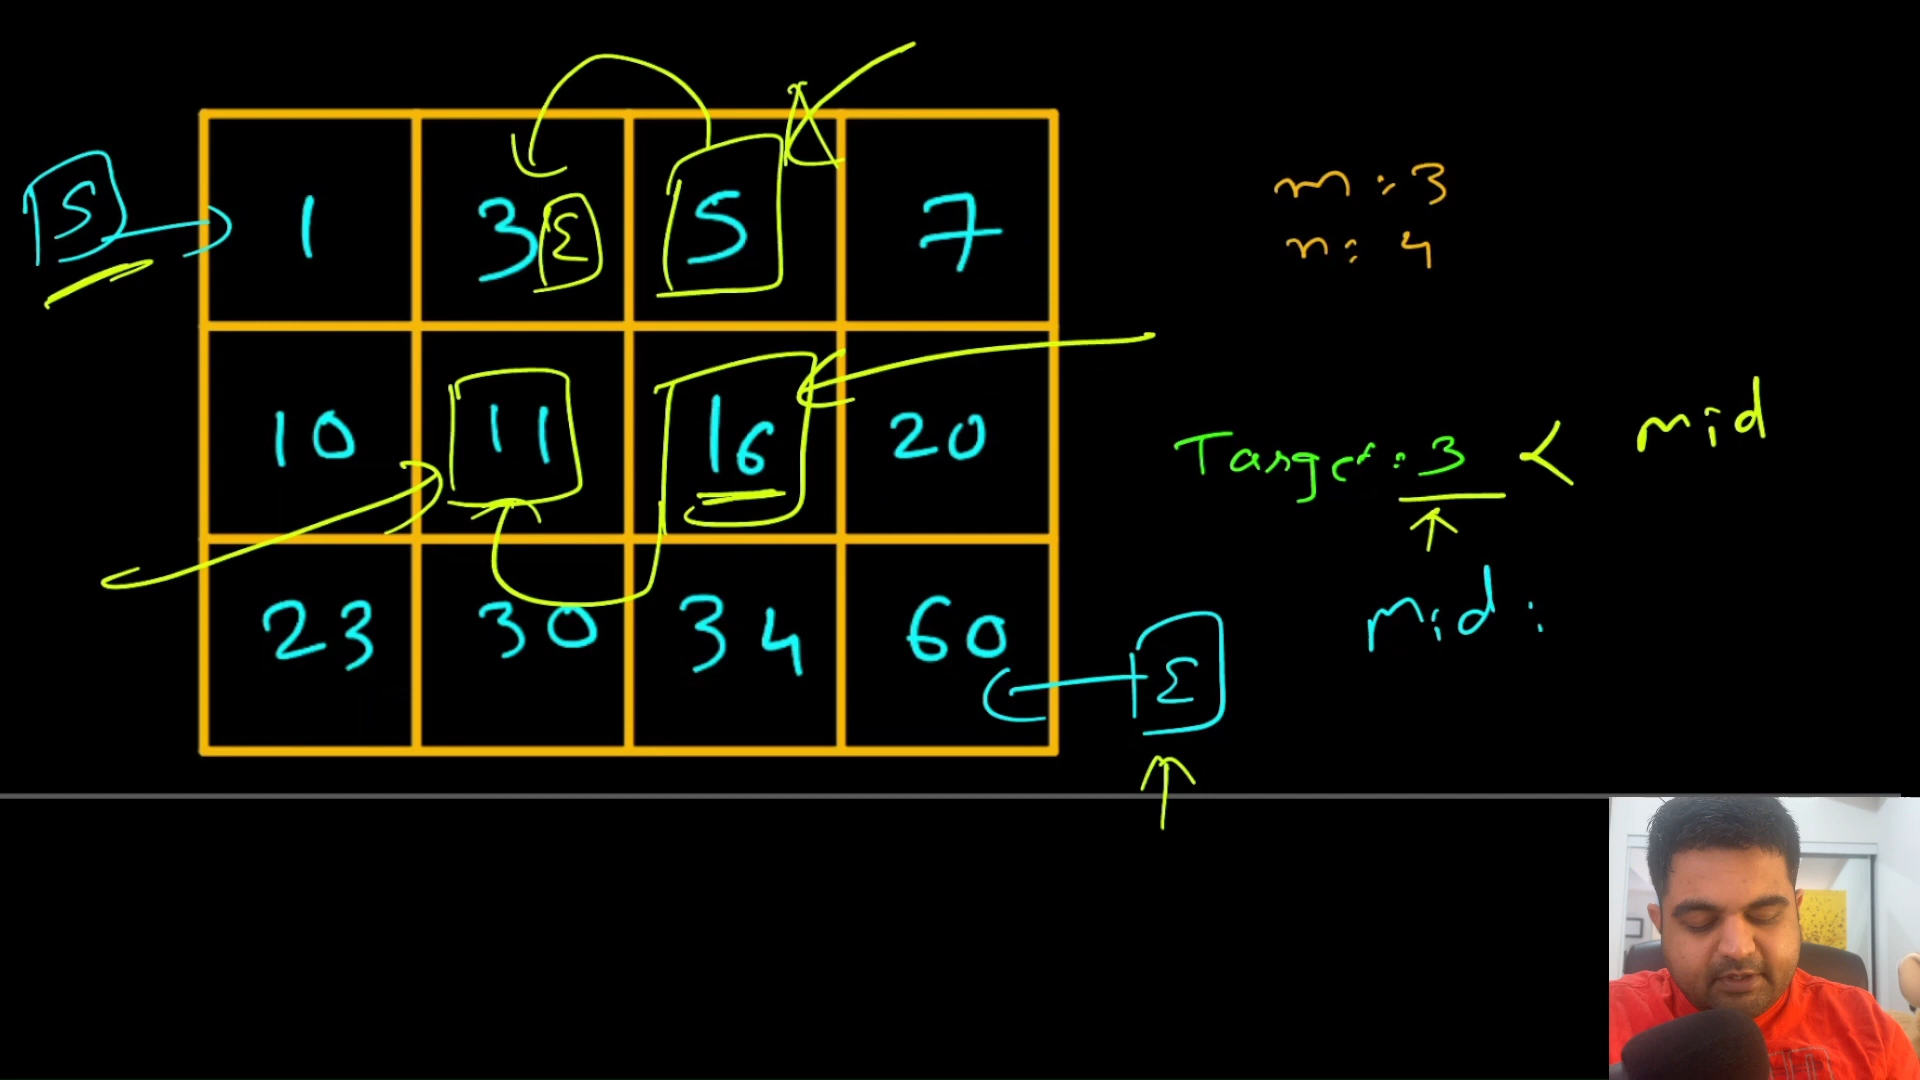 S
1 3 E 5 7
10 11 16 20
23 30 34 60
E
m : 3
n : 4
Target : 3 < mid
mid :